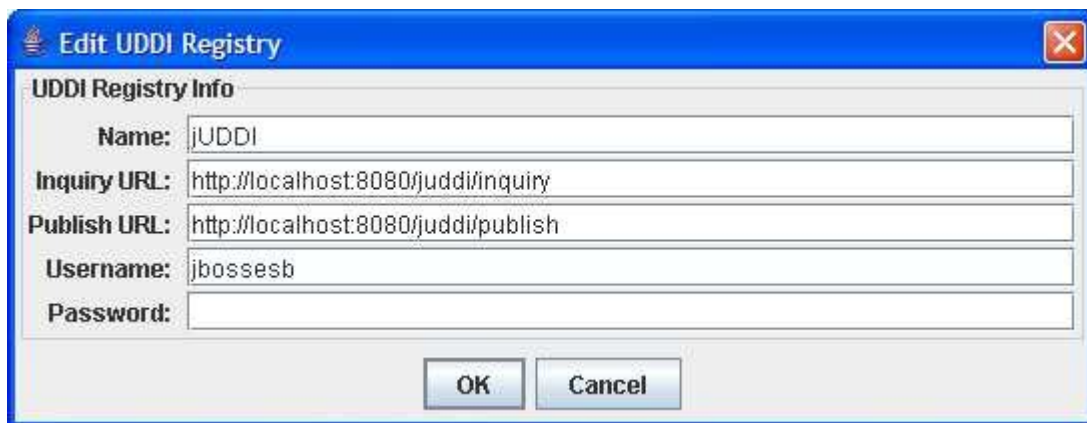 Edit UDDI Registry
UDDI Registry Info
Name: jUDDI
Inquiry URL: http://localhost:8080/juddi/inquiry
Publish URL: http://localhost:8080/juddi/publish
Username: jbossesb
Password:
OK Cancel